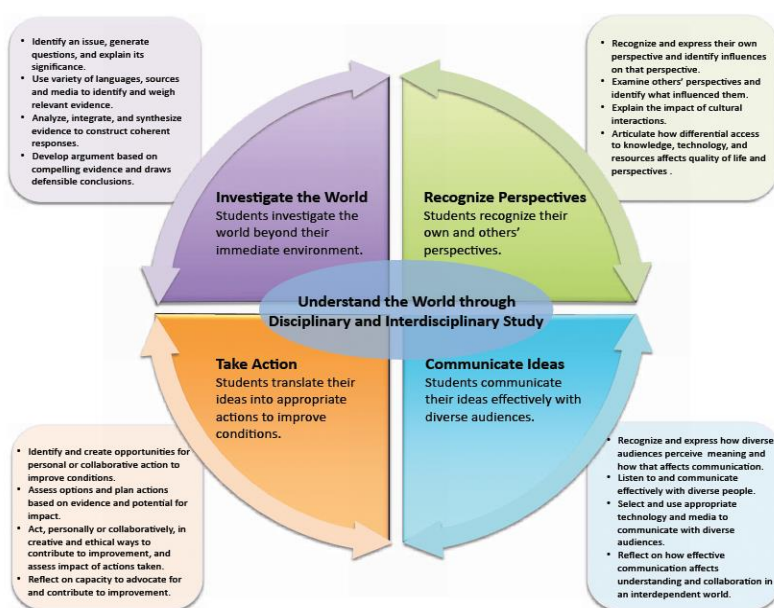 • Identify an issue, generate
questions, and explain its
significance.
• Use variety of languages, sources
and media to identify and weigh
relevant evidence.
• Analyze, integrate, and synthesize
evidence to construct coherent
responses.
• Develop argument based on
compelling evidence and draws
defensible conclusions.
• Recognize and express their own
perspective and identify influences
on that perspective.
• Examine others' perspectives and
identify what influenced them.
• Explain the impact of cultural
interactions.
• Articulate how differential access
to knowledge, technology, and
resources affects quality of life and
perspectives .
Investigate the World
Students investigate the
world beyond their
immediate environment.
Recognize Perspectives
Students recognize their
own and others'
perspectives.
Understand the World through
Disciplinary and Interdisciplinary Study
Take Action
Students translate their
ideas into appropriate
actions to improve
conditions.
Communicate Ideas
Students communicate
their ideas effectively with
diverse audiences.
• Identify and create opportunities for
personal or collaborative action to
improve conditions.
• Assess options and plan actions
based on evidence and potential for
impact.
• Act, personally or collaboratively, in
creative and ethical ways to
contribute to improvement, and
assess impact of actions taken.
• Reflect on capacity to advocate for
and contribute to improvement.
• Recognize and express how diverse
audiences perceive meaning and
how that affects communication.
• Listen to and communicate
effectively with diverse people.
• Select and use appropriate
technology and media to
communicate with diverse
audiences.
• Reflect on how effective
communication affects
understanding and collaboration in
an interdependent world.